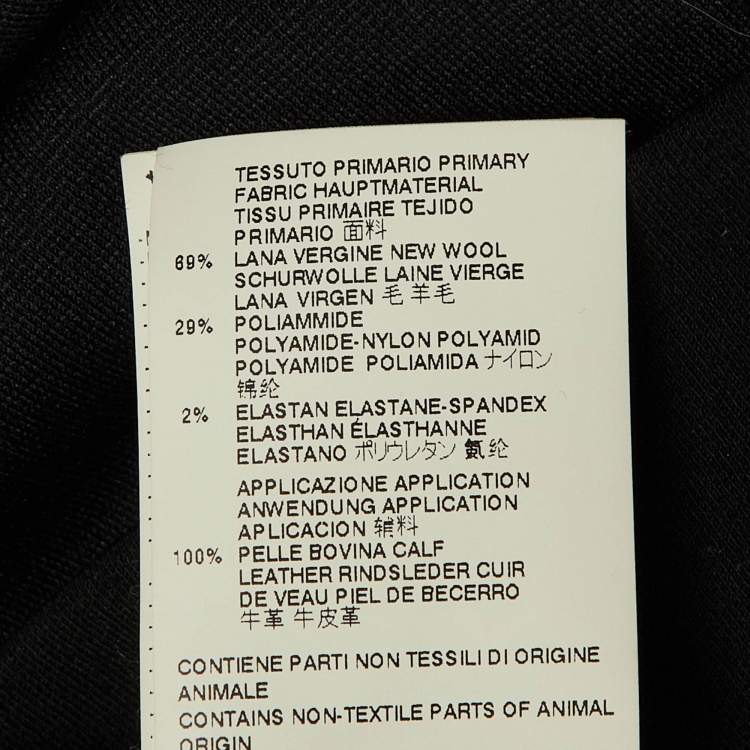 TESSUTO PRIMARIO PRIMARY
FABRIC HAUPTMATERIAL
TISSU PRIMAIRE TEJIDO
PRIMARIO 面料
69% LANA VERGINE NEW WOOL
SCHURWOLLE LAINE VIERGE
LANA VIRGEN 毛 羊毛
29% POLIAMMIDE
POLYAMIDE-NYLON POLYAMID
POLYAMIDE POLIAMIDA ナイロン
锦纶
2% ELASTAN ELASTANE-SPANDEX
ELASTHAN ÉLASTHANNE
ELASTANO ポリウレタン 氨纶
APPLICAZIONE APPLICATION
ANWENDUNG APPLICATION
APLICACION 辅料
100% PELLE BOVINA CALF
LEATHER RINDSLEDER CUIR
DE VEAU PIEL DE BECERRO
牛革 牛皮革
CONTIENE PARTI NON TESSILI DI ORIGINE
ANIMALE
CONTAINS NON-TEXTILE PARTS OF ANIMAL
ORIGIN